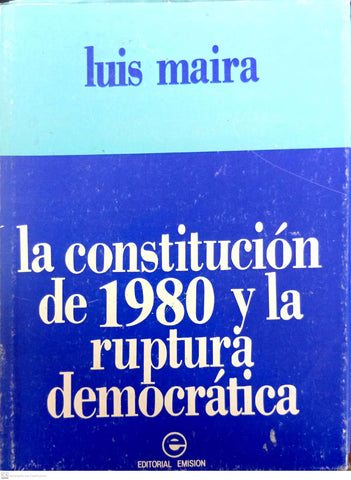 luis maira
la constitución
de 1980 y la
ruptura
democrática
e
EDITORIAL EMISION